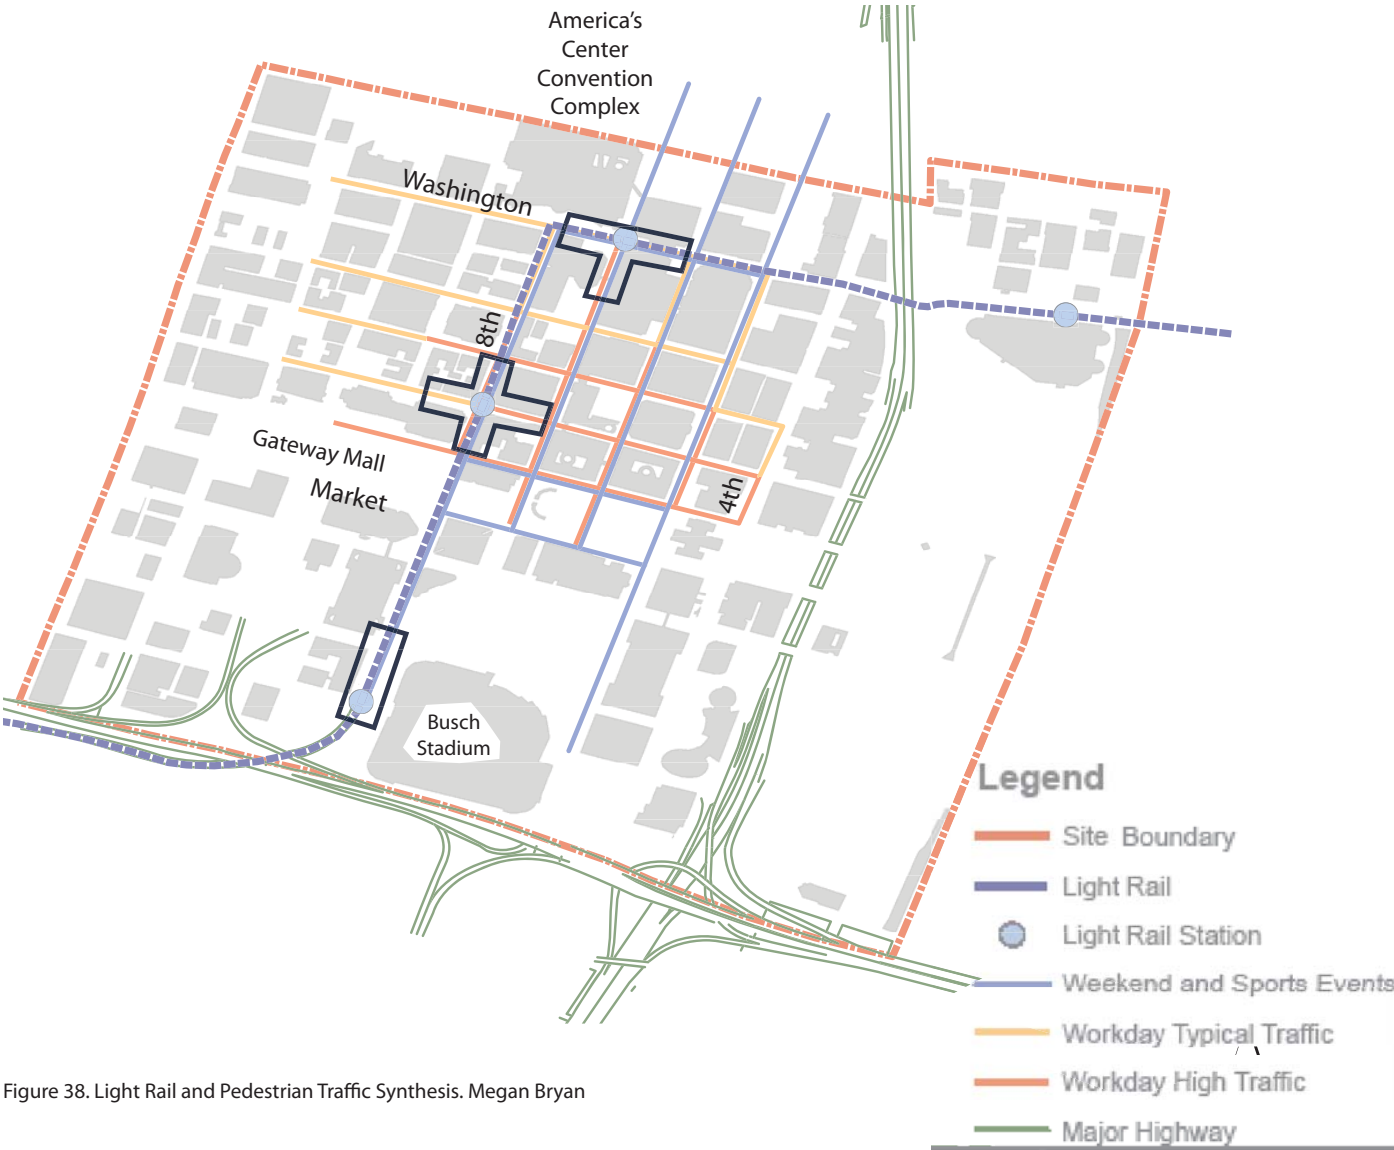 America's
Center
Convention
Complex
Washington
8th
Gateway Mall
Market
4th
Busch
Stadium
Legend
Site Boundary
Light Rail
Light Rail Station
Weekend and Sports Events
Workday Typical Traffic
Workday High Traffic
Major Highway
Figure 38. Light Rail and Pedestrian Traffic Synthesis. Megan Bryan